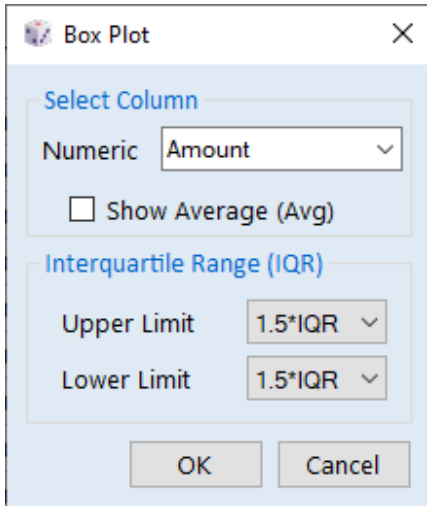 Box Plot
Select Column
Numeric Amount
Show Average (Avg)
Interquartile Range (IQR)
Upper Limit 1.5*IQR
Lower Limit 1.5*IQR
OK Cancel